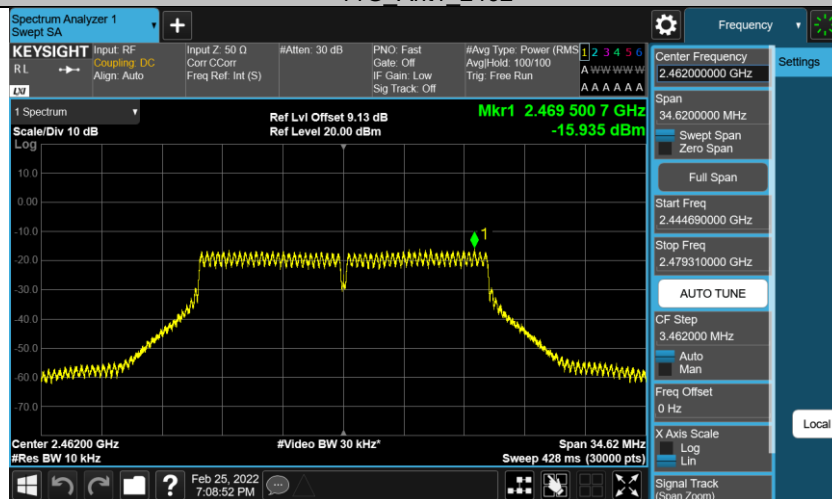 Spectrum Analyzer 1
Swept SA
Frequency
KEYSIGHT
RL
LXI
Input: RF
Coupling: DC
Align: Auto
Input Z: 50 Ω
Corr CCorr
Freq Ref: Int (S)
#Atten: 30 dB
PNO: Fast
Gate: Off
IF Gain: Low
Sig Track: Off
#Avg Type: Power (RMS
Avg|Hold: 100/100
Trig: Free Run
1 2 3 4 5 6
A W W W W W
A A A A A A
Center Frequency
2.462000000 GHz
Settings
Span
34.6200000 MHz
Swept Span
Zero Span
Full Span
Start Freq
2.444690000 GHz
Stop Freq
2.479310000 GHz
AUTO TUNE
CF Step
3.462000 MHz
Auto
Man
Freq Offset
0 Hz
X Axis Scale
Log
Lin
Signal Track
(Span Zoom)
Local
1 Spectrum
Scale/Div 10 dB
Log
Ref Lvl Offset 9.13 dB
Ref Level 20.00 dBm
Mkr1 2.469 500 7 GHz
-15.935 dBm
10.0
0.00
-10.0
-20.0
-30.0
-40.0
-50.0
-60.0
-70.0
1
Center 2.46200 GHz
#Res BW 10 kHz
#Video BW 30 kHz*
Span 34.62 MHz
Sweep 428 ms (30000 pts)
?
Feb 25, 2022
7:08:52 PM